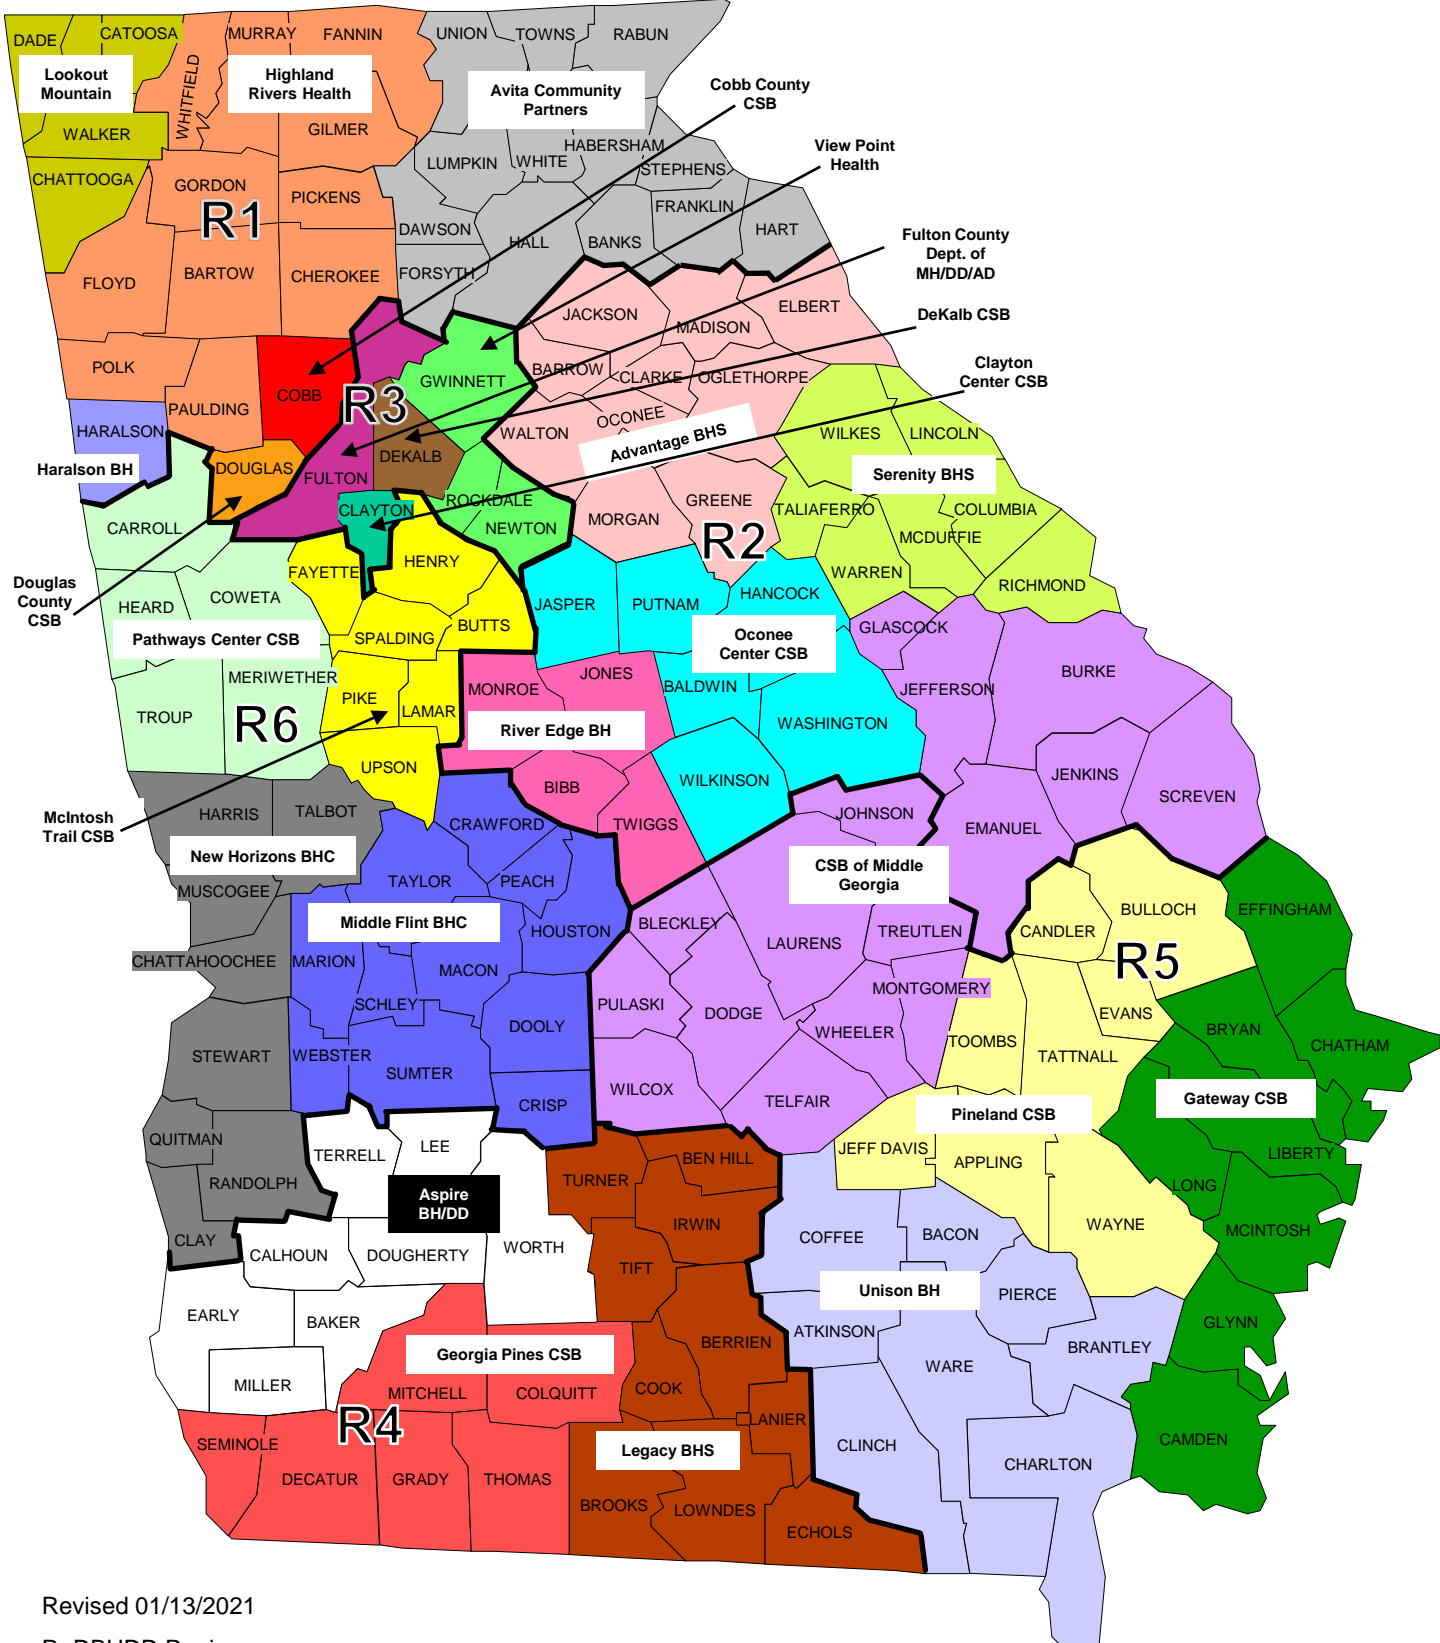 DADE
CATOOSA
MURRAY
FANNIN
UNION
TOWNS
RABUN
Lookout
Mountain
WHITFIELD
Highland
Rivers Health
Avita Community
Partners
Cobb County
CSB
WALKER
GILMER
LUMPKIN
WHITE
HABERSHAM
STEPHENS
View Point
Health
CHATTOOGA
GORDON
PICKENS
FRANKLIN
R1
DAWSON
HALL
BANKS
HART
Fulton County
Dept. of
MH/DD/AD
FLOYD
BARTOW
CHEROKEE
FORSYTH
JACKSON
MADISON
ELBERT
DeKalb CSB
POLK
COBB
R3
GWINNETT
BARROW
CLARKE
OGLETHORPE
Clayton
Center CSB
PAULDING
HARALSON
OCONEE
WALTON
Advantage BHS
WILKES
LINCOLN
Haralson BH
DOUGLAS
DEKALB
FULTON
Serenity BHS
CARROLL
CLAYTON
ROCKDALE
NEWTON
MORGAN
GREENE
R2
TALIAFERRO
COLUMBIA
MCDUFFIE
FAYETTE
HENRY
WARREN
RICHMOND
Douglas
County
CSB
HEARD
COWETA
JASPER
PUTNAM
HANCOCK
Pathways Center CSB
SPALDING
BUTTS
Oconee
Center CSB
GLASCOCK
MERIWETHER
PIKE
LAMAR
MONROE
JONES
BALDWIN
JEFFERSON
BURKE
TROUP
R6
River Edge BH
WASHINGTON
UPSON
BIBB
WILKINSON
JENKINS
SCREVEN
McIntosh
Trail CSB
HARRIS
TALBOT
CRAWFORD
TWIGGS
JOHNSON
EMANUEL
New Horizons BHC
CSB of Middle
Georgia
MUSCOGEE
TAYLOR
PEACH
Middle Flint BHC
HOUSTON
BLECKLEY
LAURENS
TREUTLEN
CANDLER
BULLOCH
EFFINGHAM
R5
CHATTAHOOCHEE
MARION
MACON
SCHLEY
PULASKI
DODGE
MONTGOMERY
WHEELER
TOOMBS
EVANS
TATTNALL
BRYAN
CHATHAM
STEWART
WEBSTER
SUMTER
DOOLY
CRISP
WILCOX
TELFAIR
Pineland CSB
Gateway CSB
QUITMAN
TERRELL
LEE
TURNER
BEN HILL
JEFF DAVIS
APPLING
LIBERTY
RANDOLPH
Aspire
BH/DD
LONG
CLAY
CALHOUN
DOUGHERTY
WORTH
IRWIN
COFFEE
BACON
WAYNE
MCINTOSH
TIFT
Unison BH
PIERCE
EARLY
BAKER
BERRIEN
ATKINSON
BRANTLEY
GLYNN
Georgia Pines CSB
WARE
MILLER
MITCHELL
COLQUITT
COOK
LANIER
R4
SEMINOLE
DECATUR
GRADY
THOMAS
Legacy BHS
CLINCH
CHARLTON
CAMDEN
BROOKS
LOWNDES
ECHOLS
Revised 01/13/2021